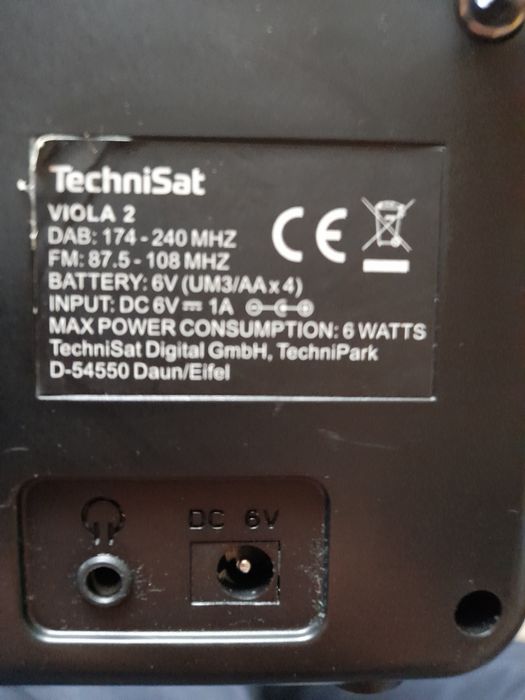 TechniSat
VIOLA 2
DAB: 174 - 240 MHZ
FM: 87.5 - 108 MHZ
BATTERY: 6V (UM3/AA x 4)
INPUT: DC 6V ⎓ 1A
MAX POWER CONSUMPTION: 6 WATTS
TechniSat Digital GmbH, TechniPark
D-54550 Daun/Eifel
CE
DC 6V